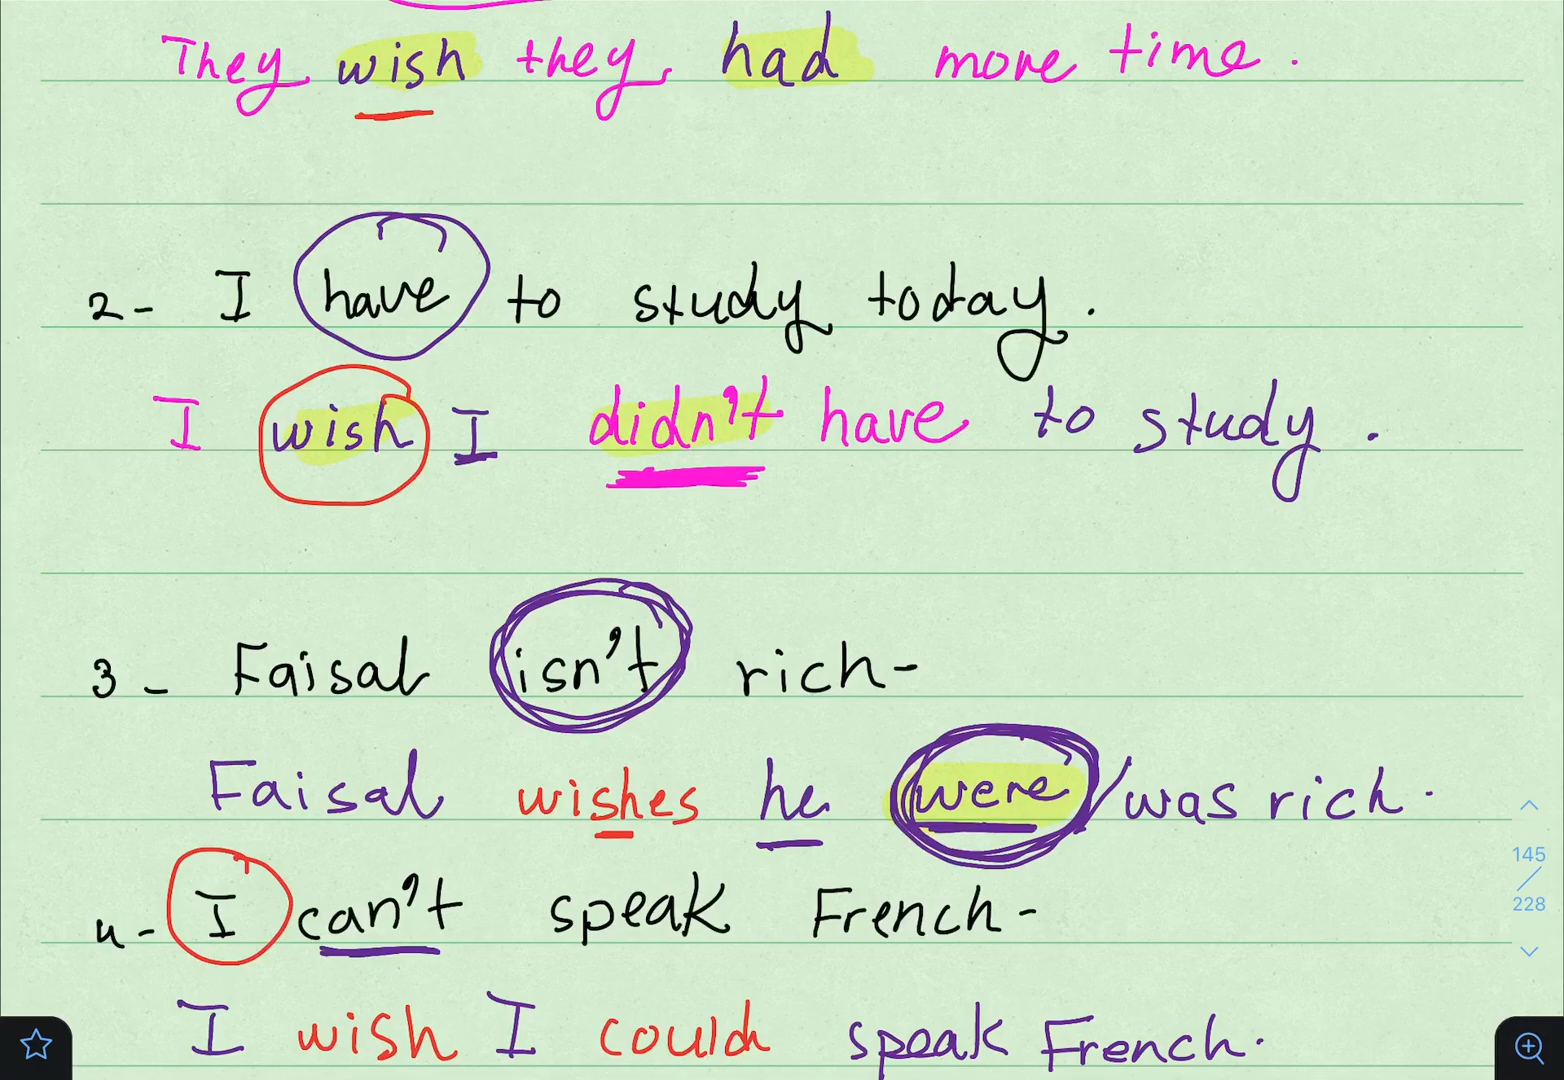 They wish they had more time.
2- I have to study today.
I wish I didn't have to study.
3- Faisal isn't rich-
Faisal wishes he were/was rich.
4- I can't speak French-
I wish I could speak French.
145
/
228